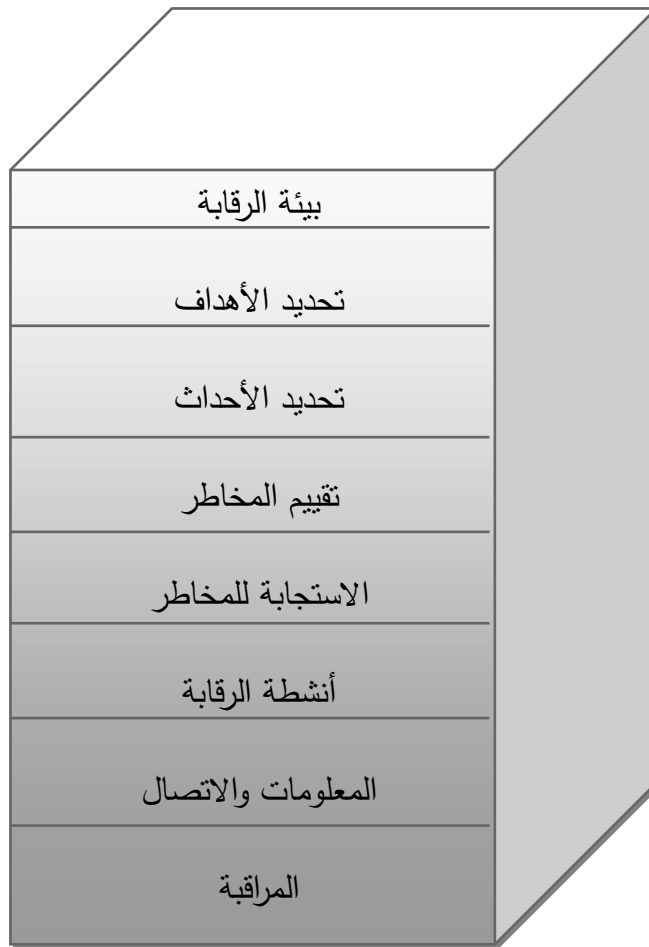 بيئة الرقابة
تحديد الأهداف
تحديد الأحداث
تقييم المخاطر
الاستجابة للمخاطر
أنشطة الرقابة
المعلومات والاتصال
المراقبة